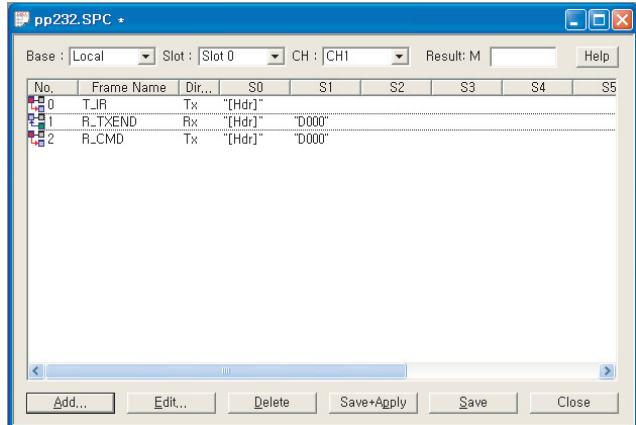 pp232.SPC *
Base : Local Slot : Slot 0 CH : CH1 Result: M Help
No, Frame Name Dir... S0 S1 S2 S3 S4 S5
0 T_IR Tx "[Hdr]"
1 R_TXEND Rx "[Hdr]" "D000"
2 R_CMD Tx "[Hdr]" "D000"
Add... Edit... Delete Save+Apply Save Close